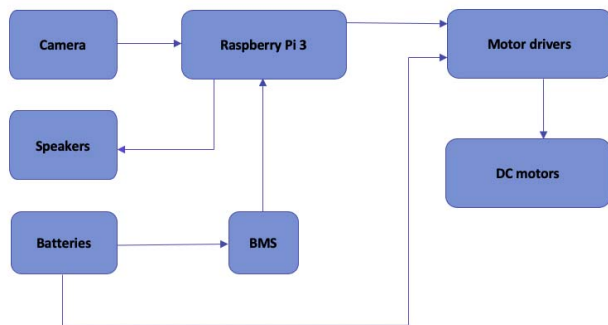 Camera
Raspberry Pi 3
Motor drivers
Speakers
DC motors
Batteries
BMS